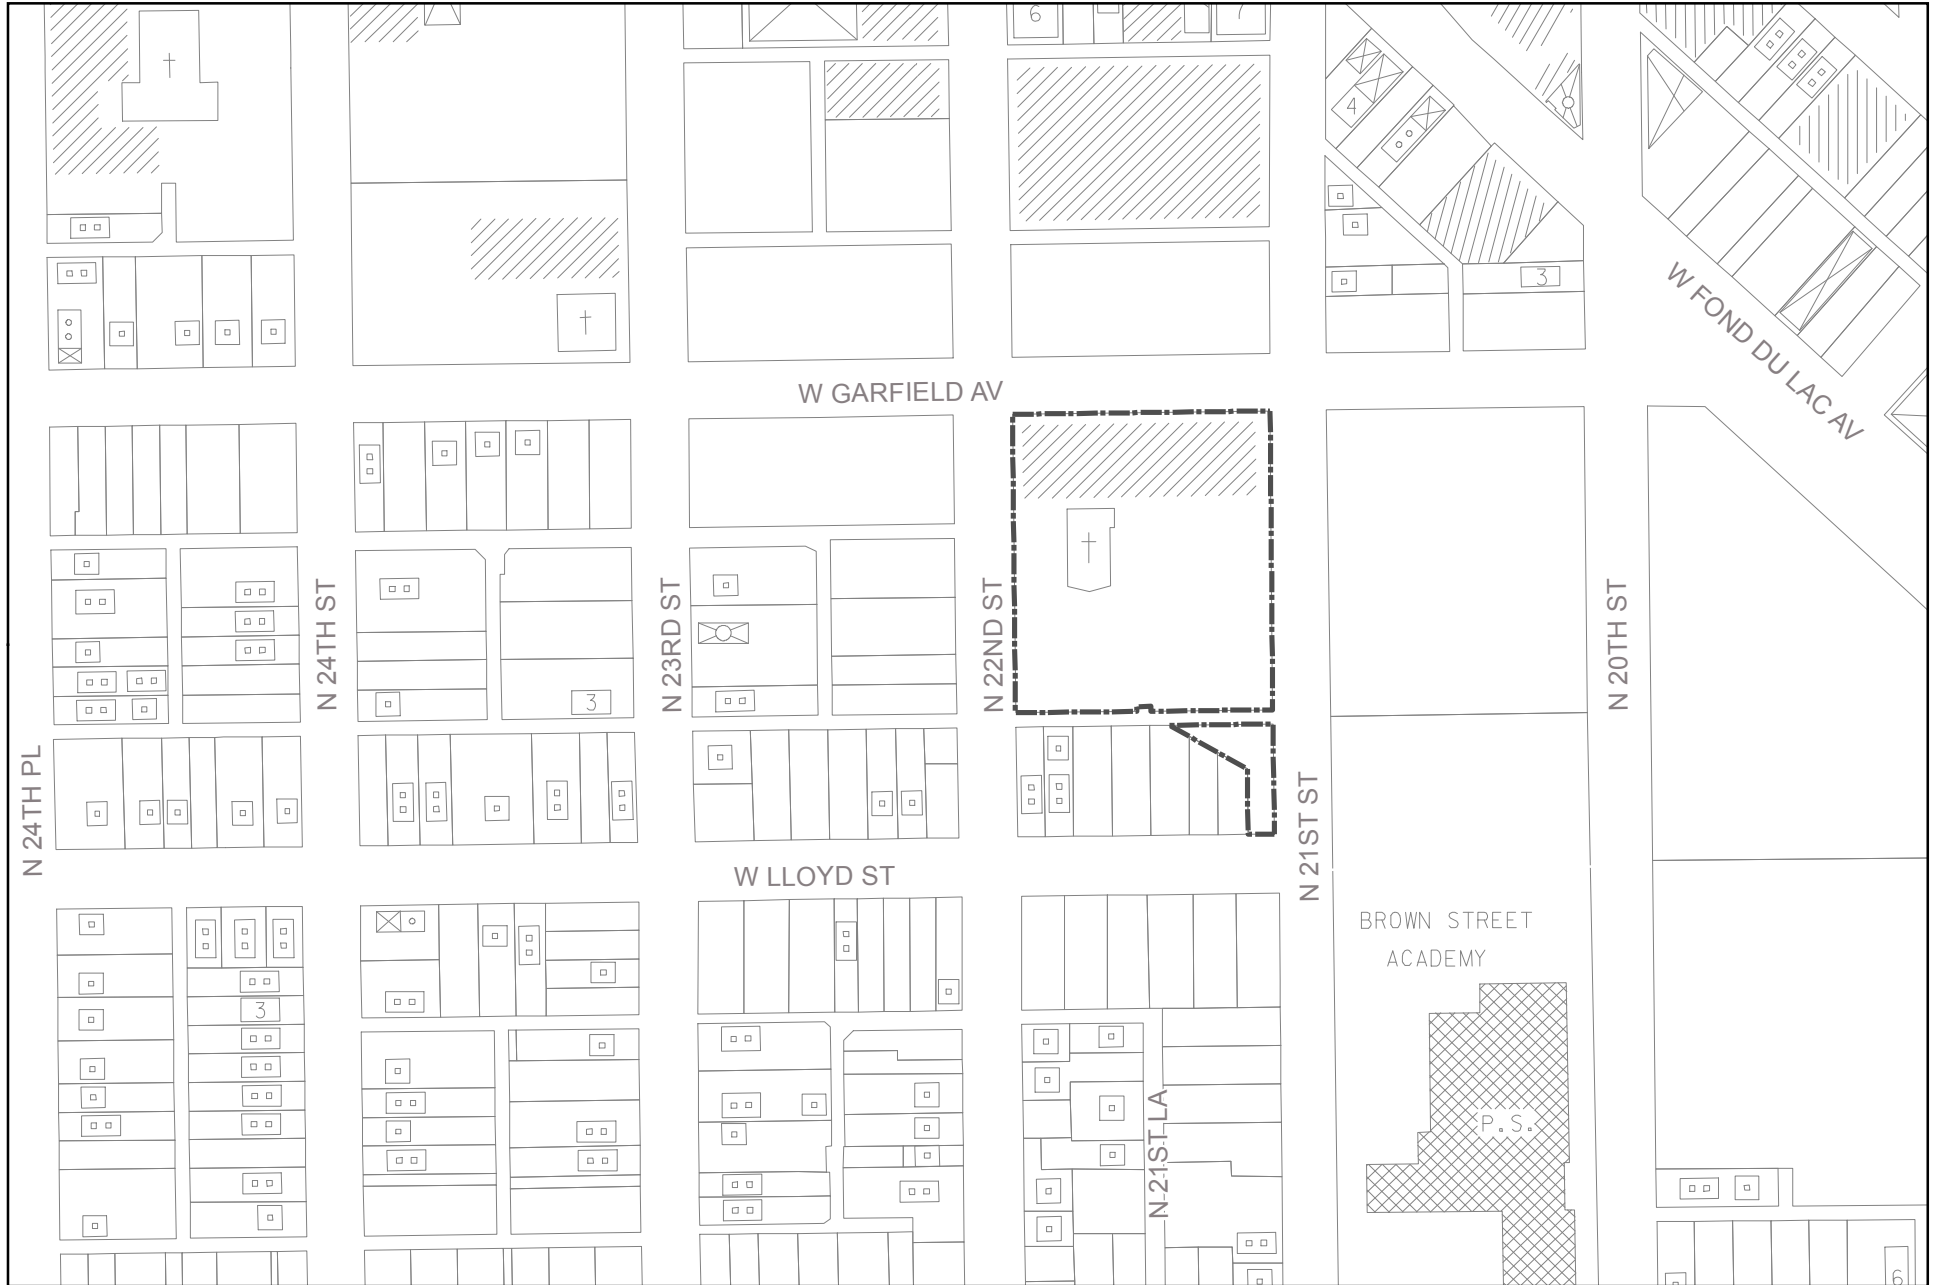 6
7
4
3
W FOND DU LAC AV
W GARFIELD AV
N 24TH ST
N 23RD ST
N 22ND ST
N 20TH ST
3
N 24TH PL
N 21ST ST
W LLOYD ST
BROWN STREET
ACADEMY
3
P.S.
N 21ST LA
6